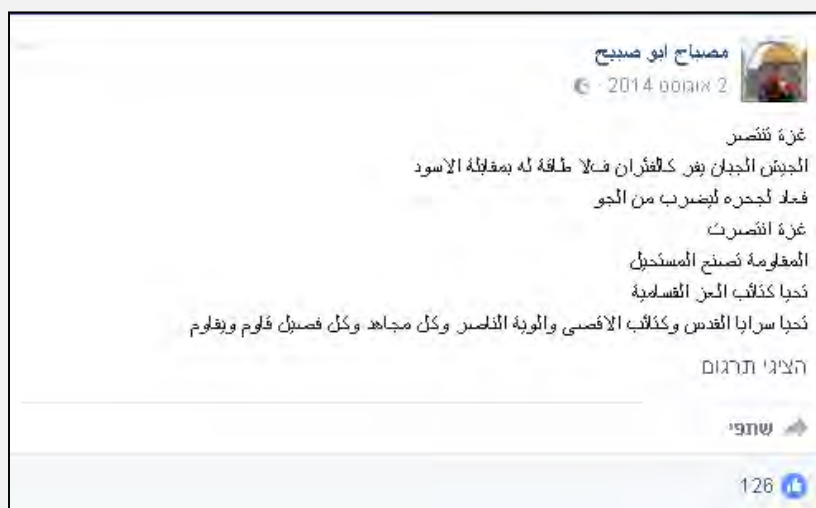 مصباح ابو صبيح
2 אוגוסט 2014
غزة تنتصر
الجيش الجبان يفر كالفئران فلا طاقة له بمقابلة الاسود
فعاد لجحره ليضرب من الجو
غزة انتصرت
المقاومة تصنع المستحيل
تحيا كتائب العز القسامية
تحيا سرايا القدس وكتائب الاقصى والوية الناصر وكل مجاهد وكل فصيل قاوم ويقاوم
הציגי תרגום
שתפי
126